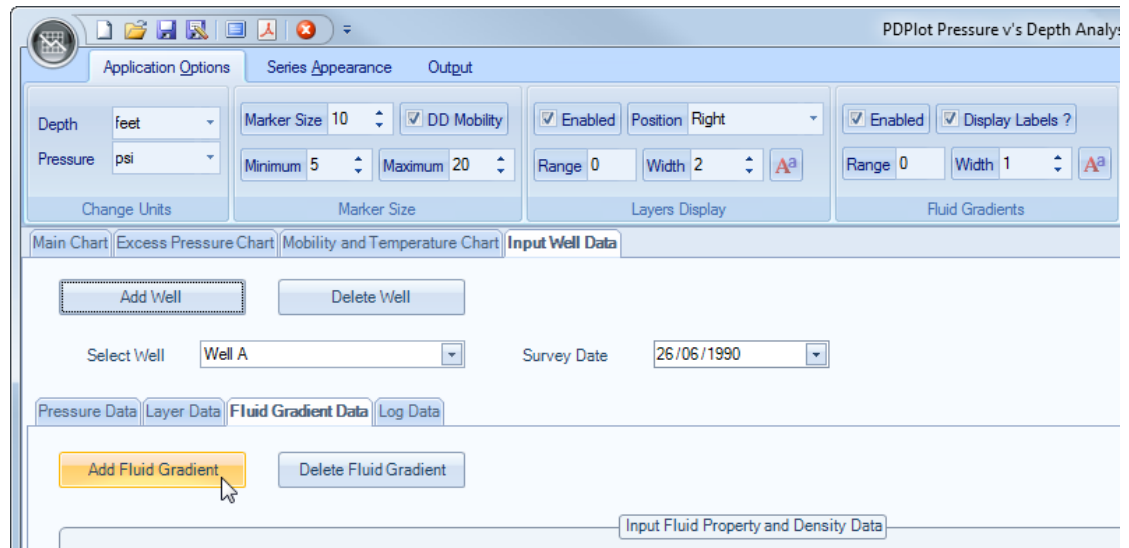 PDPlot Pressure v's Depth Analys
Application Options Series Appearance Output
Depth feet Marker Size 10 DD Mobility Enabled Position Right Enabled Display Labels ?
Pressure psi Minimum 5 Maximum 20 Range 0 Width 2 Aa Range 0 Width 1 Aa
Change Units Marker Size Layers Display Fluid Gradients
Main Chart Excess Pressure Chart Mobility and Temperature Chart Input Well Data
Add Well Delete Well
Select Well Well A Survey Date 26/06/1990
Pressure Data Layer Data Fluid Gradient Data Log Data
Add Fluid Gradient Delete Fluid Gradient
Input Fluid Property and Density Data